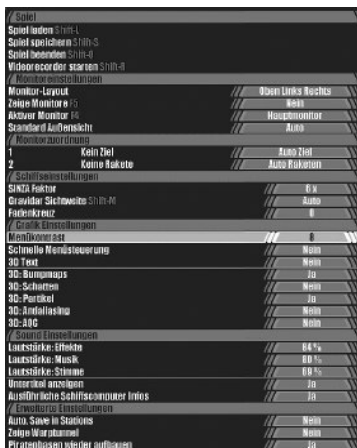 Spiel
Spiel laden Shift-L
Spiel speichern Shift-S
Spiel beenden Shift-Q
Videorecorder starten Shift-R
Monitoreinstellungen
Monitor-Layout Oben Links Rechts
Zeige Monitore F5 Nein
Aktiver Monitor F4 Hauptmonitor
Standard Außensicht Auto
Monitorzuordnung
1 Kein Ziel Auto Ziel
2 Keine Rakete Auto Raketen
Schiffseinstellungen
SINZA Faktor 6 x
Gravidar Sichtweite Shift-M Auto
Fadenkreuz 0
Grafik Einstellungen
Menükontrast 8
Schnelle Menüsteuerung Nein
3D Text Nein
3D: Bumpmaps Ja
3D: Schatten Nein
3D: Partikel Ja
3D: Antialiasing Nein
3D: AQC Nein
Sound Einstellungen
Lautstärke: Effekte 84 %
Lautstärke: Musik 80 %
Lautstärke: Stimme 89 %
Untertitel anzeigen Ja
Ausführliche Schiffscomputer Infos Ja
Erweiterte Einstellungen
Auto. Save in Stations Nein
Zeige Warptunnel Nein
Piratenbasen wieder aufbauen Ja